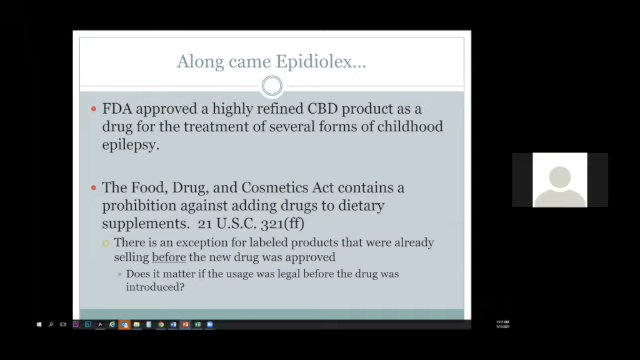 Along came Epidiolex...
FDA approved a highly refined CBD product as a
drug for the treatment of several forms of childhood
epilepsy.
The Food, Drug, and Cosmetics Act contains a
prohibition against adding drugs to dietary
supplements. 21 U.S.C. 321(ff)
There is an exception for labeled products that were already
selling before the new drug was approved
Does it matter if the usage was legal before the drug was
introduced?